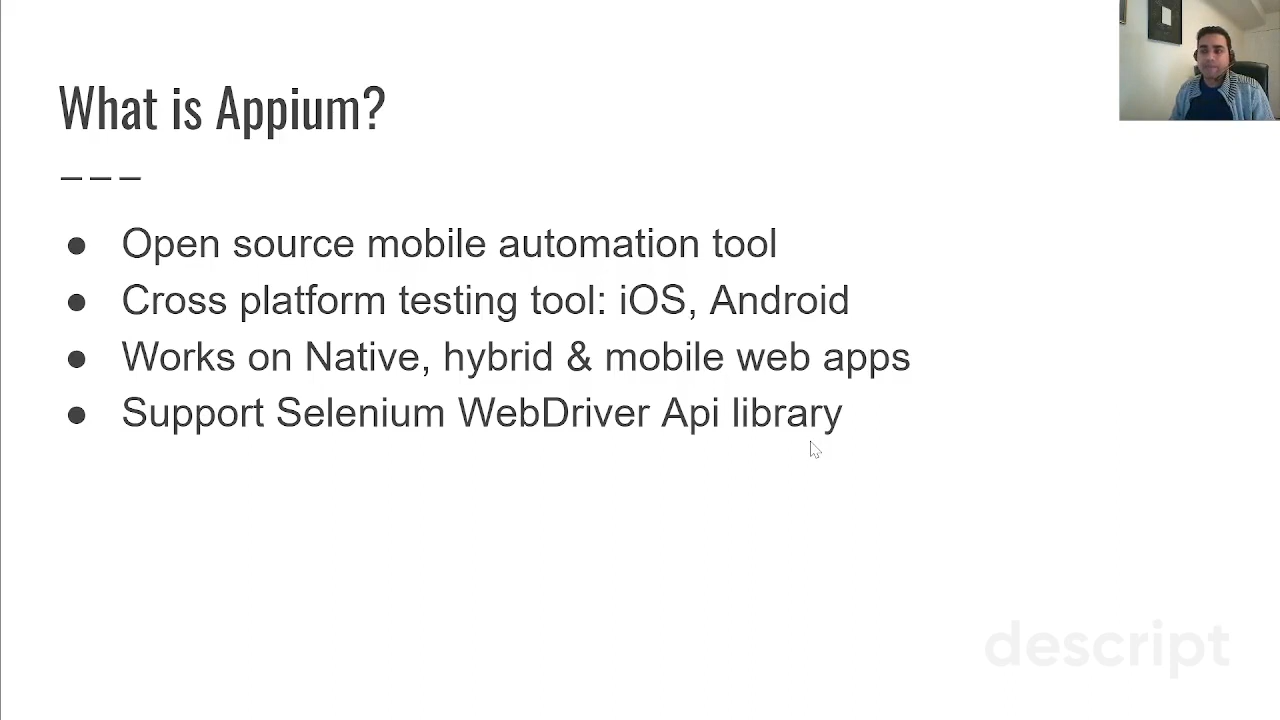 What is Appium?
● Open source mobile automation tool
● Cross platform testing tool: iOS, Android
● Works on Native, hybrid & mobile web apps
● Support Selenium WebDriver Api library
descript